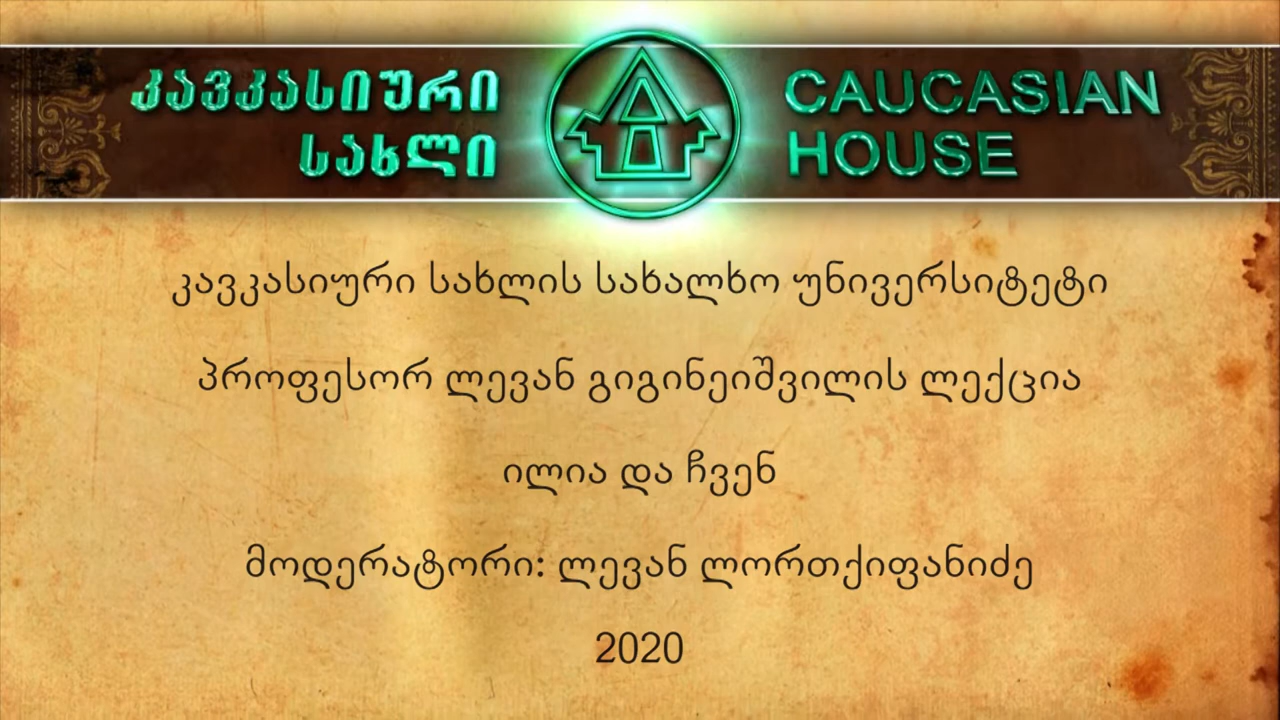 კავკასიური
სახლი
CAUCASIAN
HOUSE
კავკასიური სახლის სახალხო უნივერსიტეტი
პროფესორ ლევან გიგინეიშვილის ლექცია
ილია და ჩვენ
მოდერატორი: ლევან ლორთქიფანიძე
2020